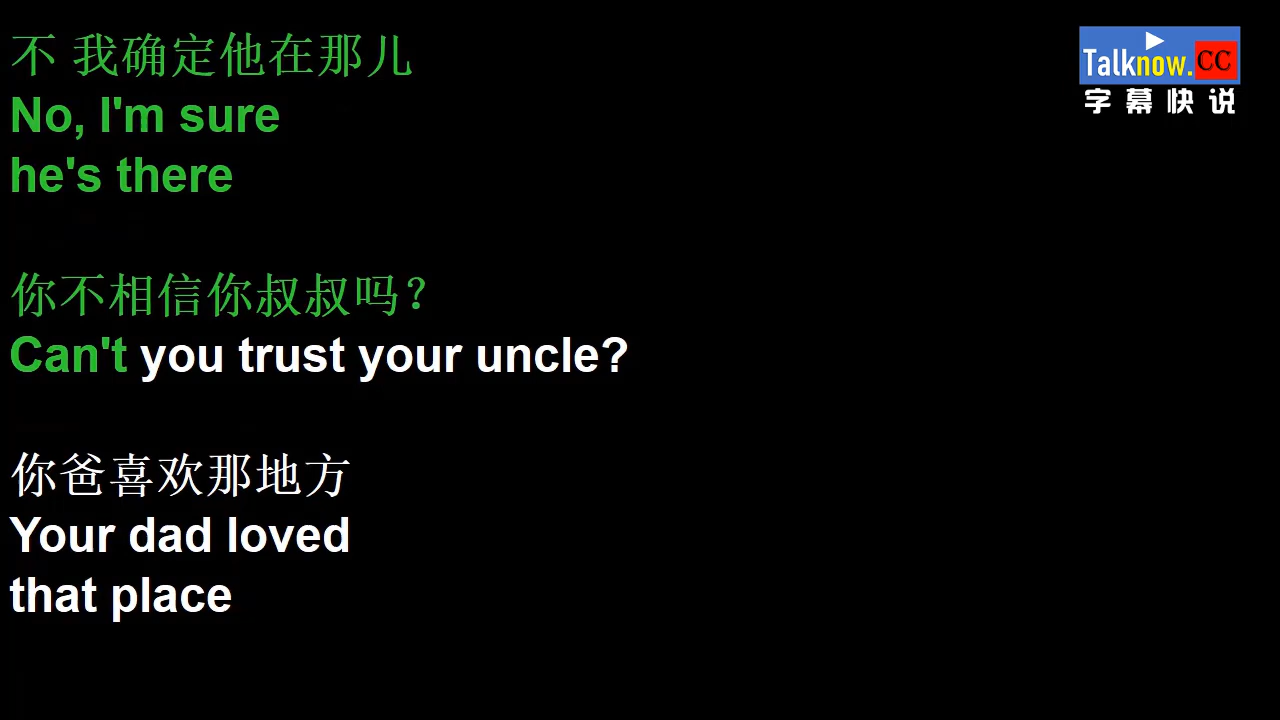 不 我确定他在那儿
No, I'm sure
he's there
你不相信你叔叔吗？
Can't you trust your uncle?
你爸喜欢那地方
Your dad loved
that place
Talknow.CC
字幕快说